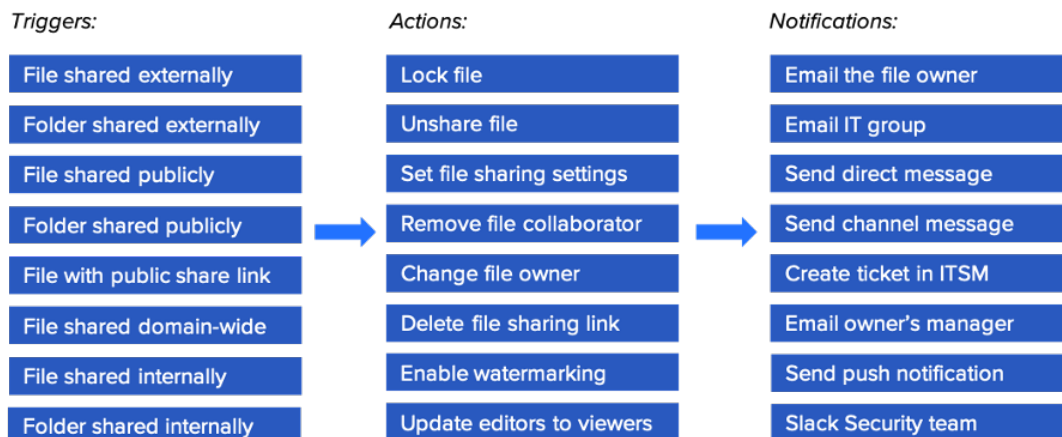 Triggers:
File shared externally
Folder shared externally
File shared publicly
Folder shared publicly
File with public share link
File shared domain-wide
File shared internally
Folder shared internally
Actions:
Lock file
Unshare file
Set file sharing settings
Remove file collaborator
Change file owner
Delete file sharing link
Enable watermarking
Update editors to viewers
Notifications:
Email the file owner
Email IT group
Send direct message
Send channel message
Create ticket in ITSM
Email owner's manager
Send push notification
Slack Security team